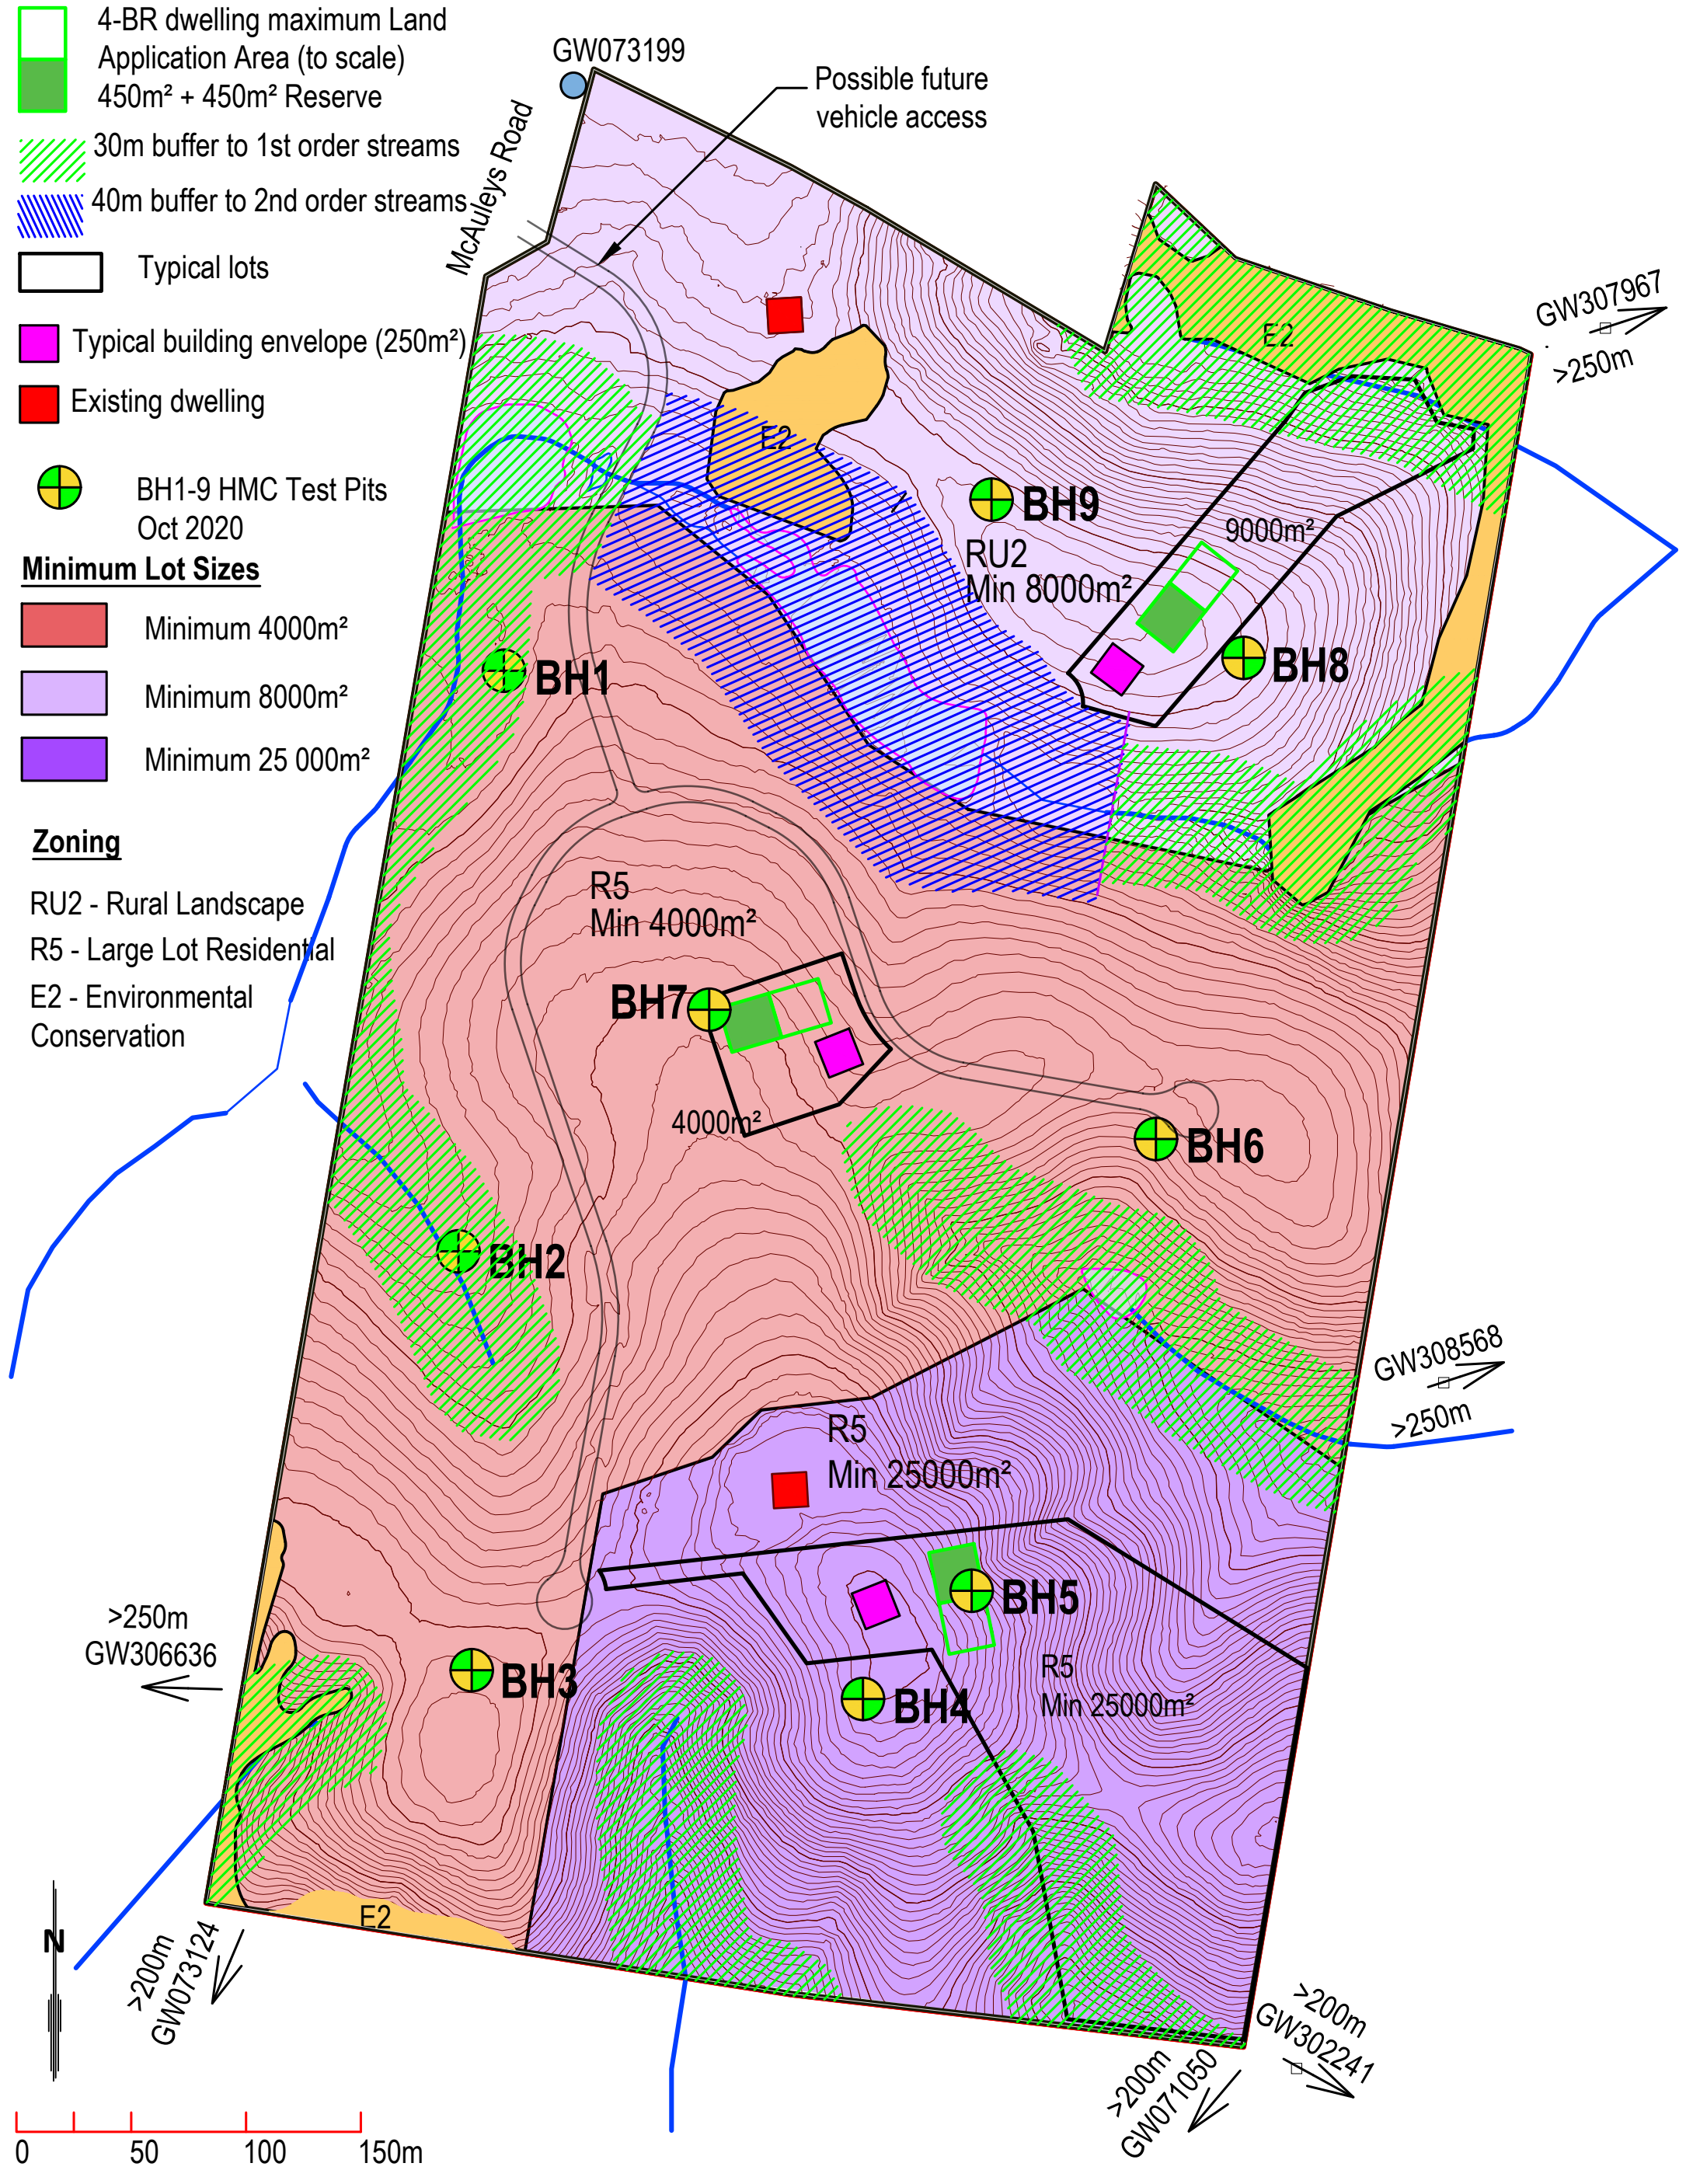 4-BR dwelling maximum Land
Application Area (to scale)
450m² + 450m² Reserve
30m buffer to 1st order streams
40m buffer to 2nd order streams
Typical lots
Typical building envelope (250m²)
Existing dwelling
BH1-9 HMC Test Pits
Oct 2020
Minimum Lot Sizes
Minimum 4000m²
Minimum 8000m²
Minimum 25 000m²
Zoning
RU2 - Rural Landscape
R5 - Large Lot Residential
E2 - Environmental
Conservation
GW073199
McAuleys Road
Possible future
vehicle access
GW307967
>250m
E2
E2
BH9
RU2
Min 8000m²
9000m²
BH8
BH1
R5
Min 4000m²
BH7
4000m²
BH6
BH2
GW308568
>250m
R5
Min 25000m²
BH5
R5
Min 25000m²
BH4
BH3
>250m
GW306636
E2
N
>200m
GW073124
>200m
GW302241
>200m
GW071050
0 50 100 150m